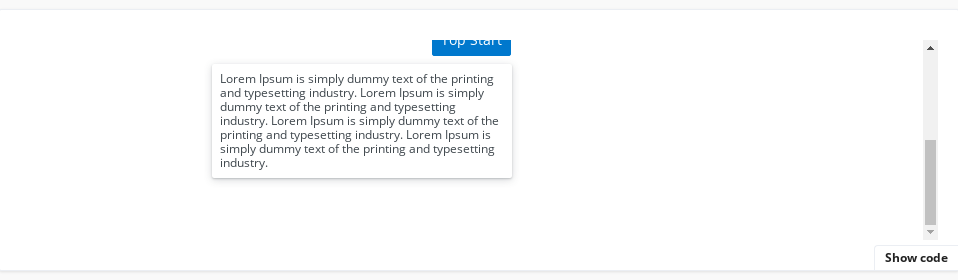 Top Start
Lorem Ipsum is simply dummy text of the printing
and typesetting industry. Lorem Ipsum is simply
dummy text of the printing and typesetting
industry. Lorem Ipsum is simply dummy text of the
printing and typesetting industry. Lorem Ipsum is
simply dummy text of the printing and typesetting
industry.
Show code